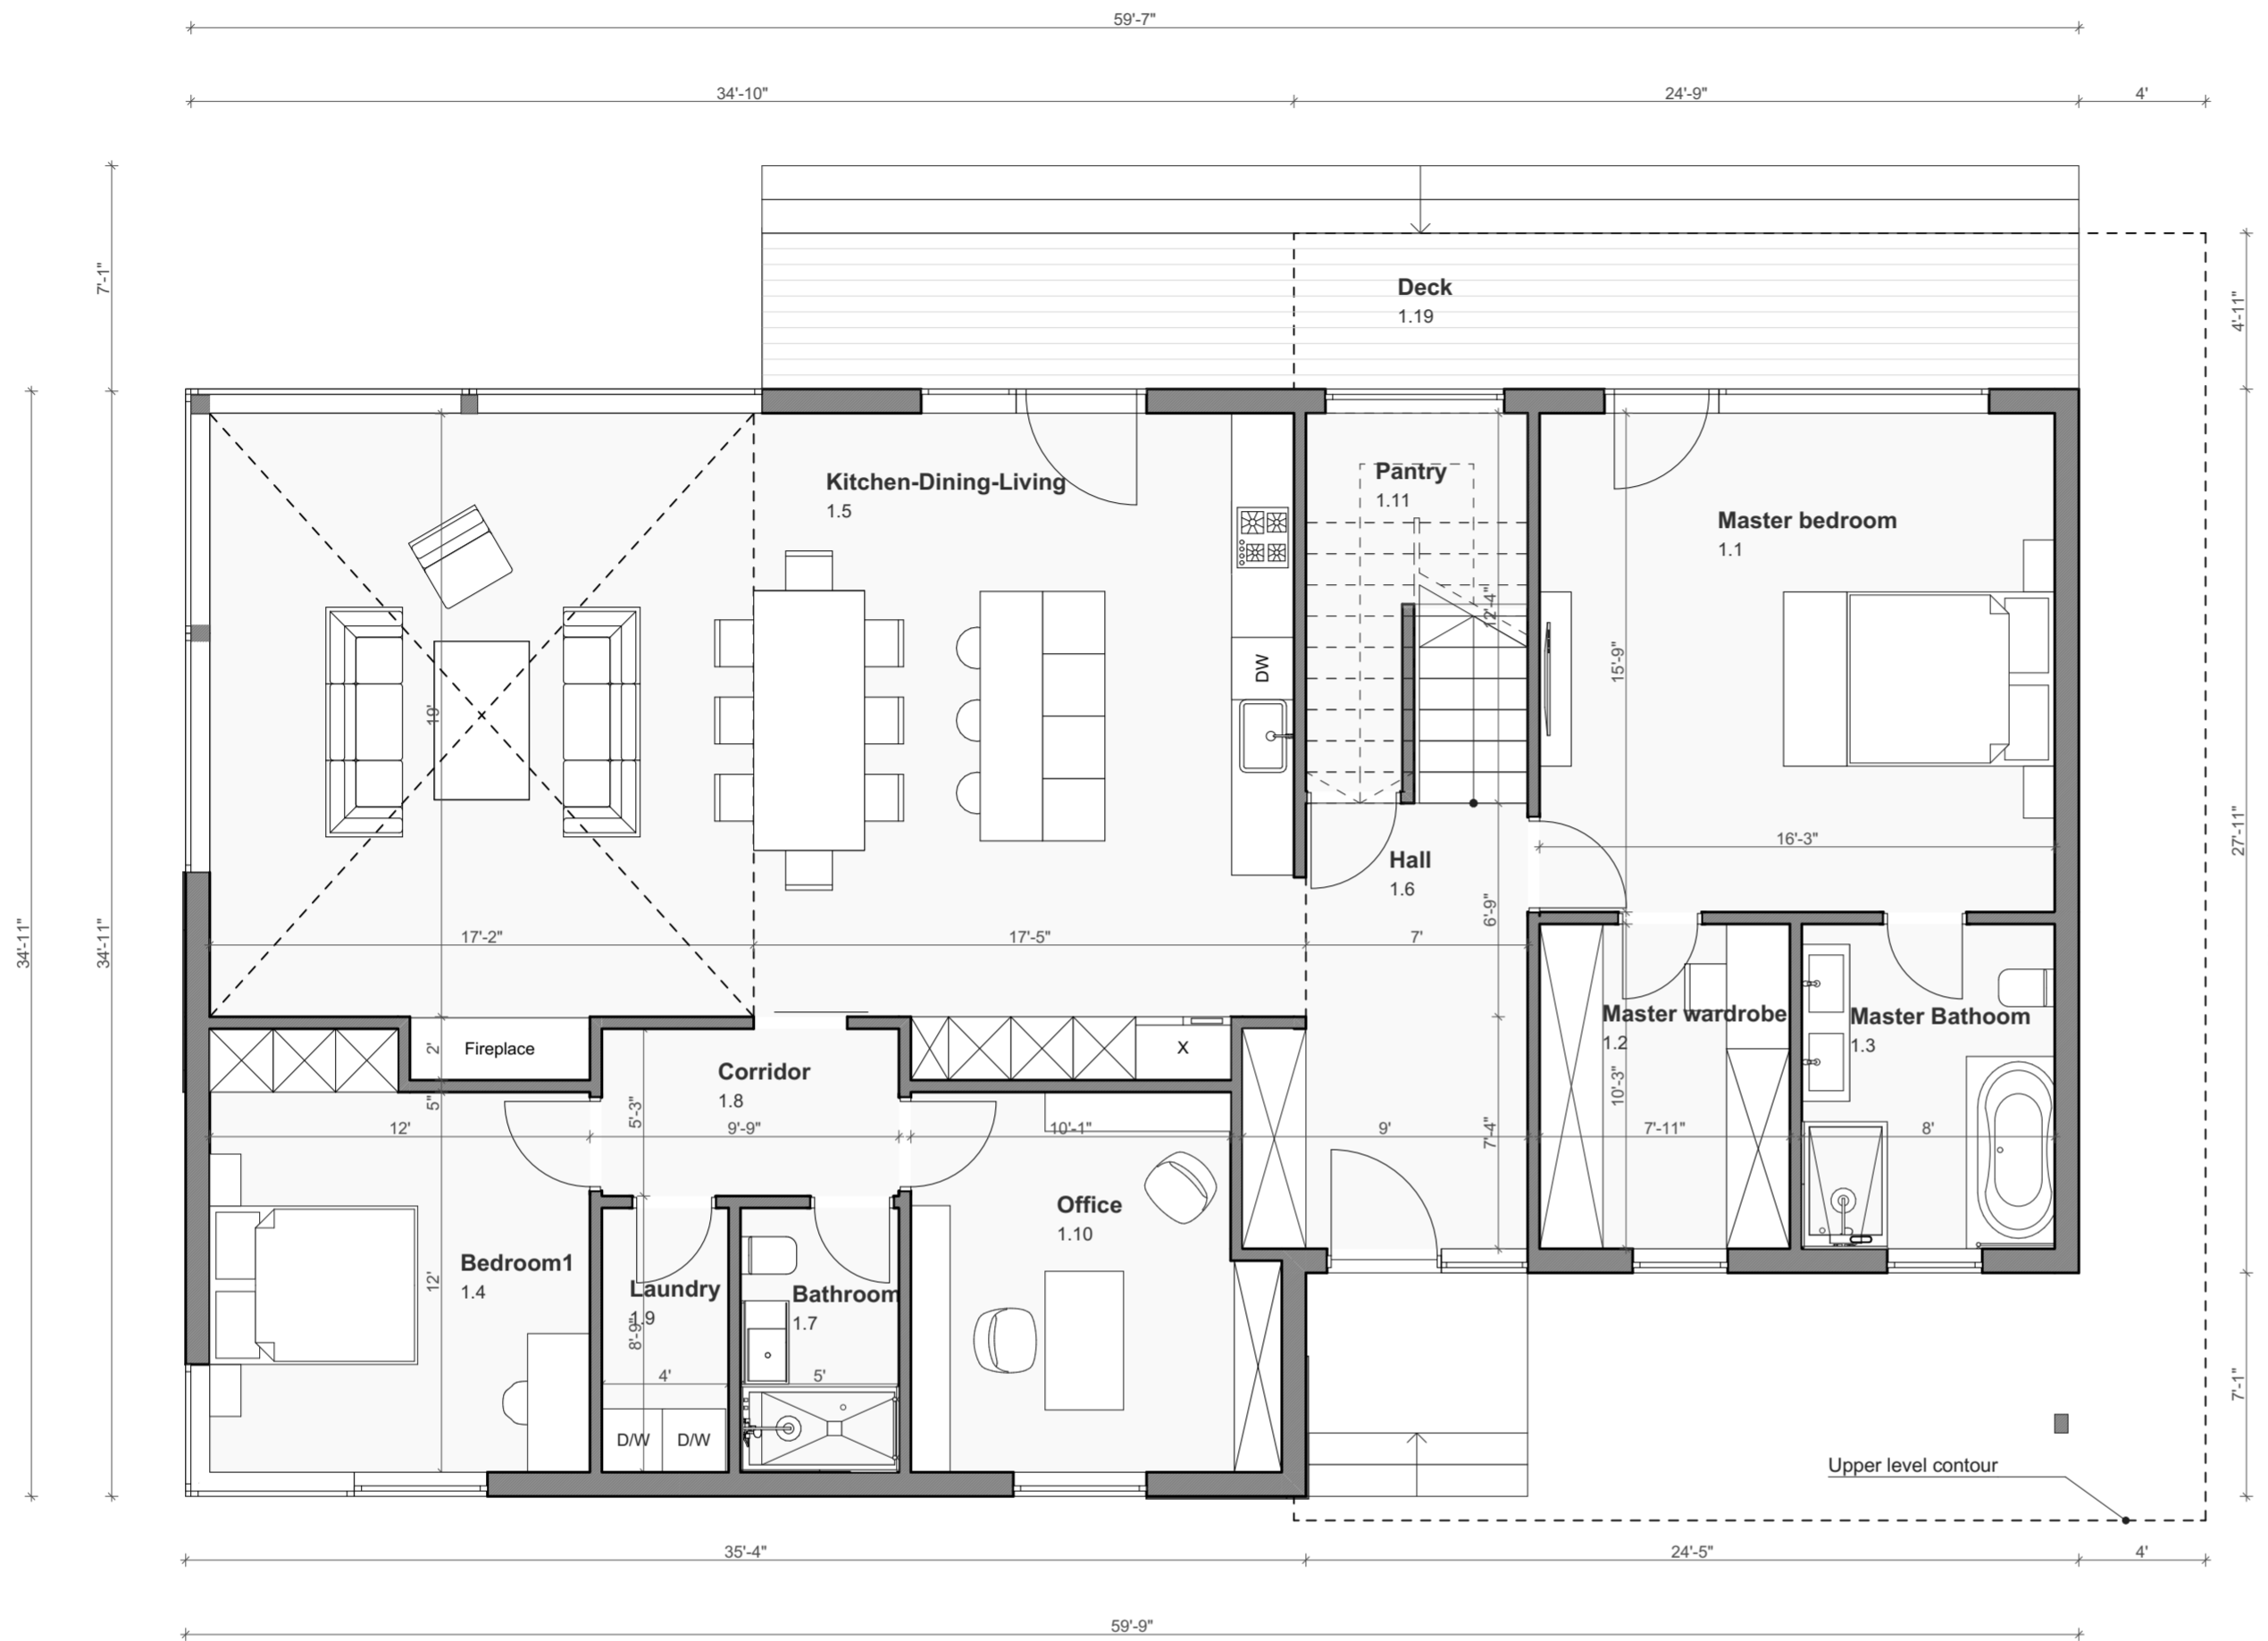 59'-7"
34'-10"
24'-9"
4'
7'-1"
4'-11"
Deck
1.19
Kitchen-Dining-Living
1.5
Pantry
1.11
Master bedroom
1.1
12'-4"
15'-9"
DW
19'
16'-3"
27'-11"
Hall
1.6
6'-9"
34'-11"
34'-11"
17'-2"
17'-5"
7'
Master wardrobe
1.2
Master Bathoom
1.3
2'
Fireplace
X
Corridor
1.8
10'-3"
5"
5'-3"
12'
9'-9"
10'-1"
9'
7'-4"
7'-11"
8'
Office
1.10
Bedroom1
1.4
12'
Laundry
1.9
8'-9"
Bathroom
1.7
4'
5'
7'-1"
D/W
D/W
Upper level contour
35'-4"
24'-5"
4'
59'-9"